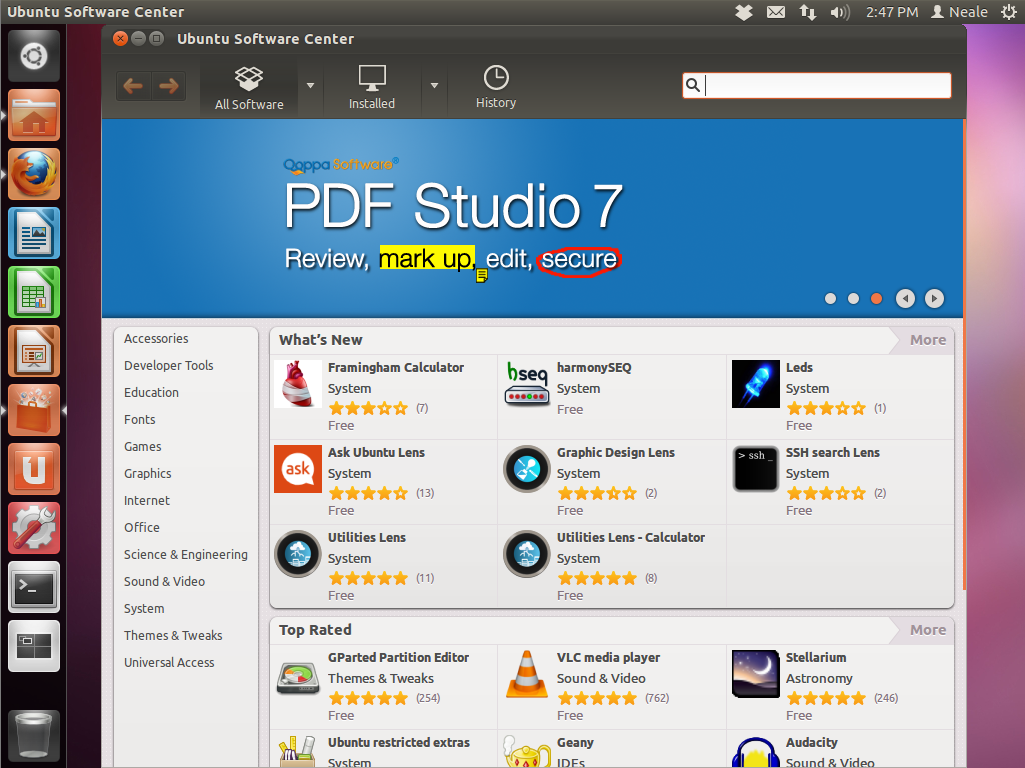 Ubuntu Software Center
2:47 PM
Neale
Ubuntu Software Center
All Software
Installed
History
Qoppa Software®
PDF Studio 7
Review, mark up, edit, secure
Accessories
Developer Tools
Education
Fonts
Games
Graphics
Internet
Office
Science & Engineering
Sound & Video
System
Themes & Tweaks
Universal Access
What's New
More
Framingham Calculator
System
(7)
Free
hseq
harmonySEQ
System
Free
Leds
System
(1)
Free
ask
Ask Ubuntu Lens
System
(13)
Free
Graphic Design Lens
System
(2)
Free
> ssh _
SSH search Lens
System
(2)
Free
Utilities Lens
System
(11)
Free
Utilities Lens - Calculator
System
(8)
Free
Top Rated
More
GParted Partition Editor
Themes & Tweaks
(254)
Free
VLC media player
Sound & Video
(762)
Free
Stellarium
Astronomy
(246)
Free
Ubuntu restricted extras
System
Geany
IDEs
Audacity
Sound & Video